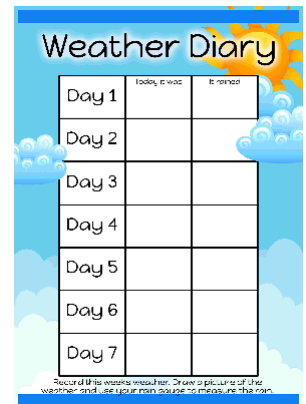 Weather Diary
Today it was It rained
Day 1
Day 2
Day 3
Day 4
Day 5
Day 6
Day 7
Record this weeks weather. Draw a picture of the
weather and use your rain gauge to measure the rain.